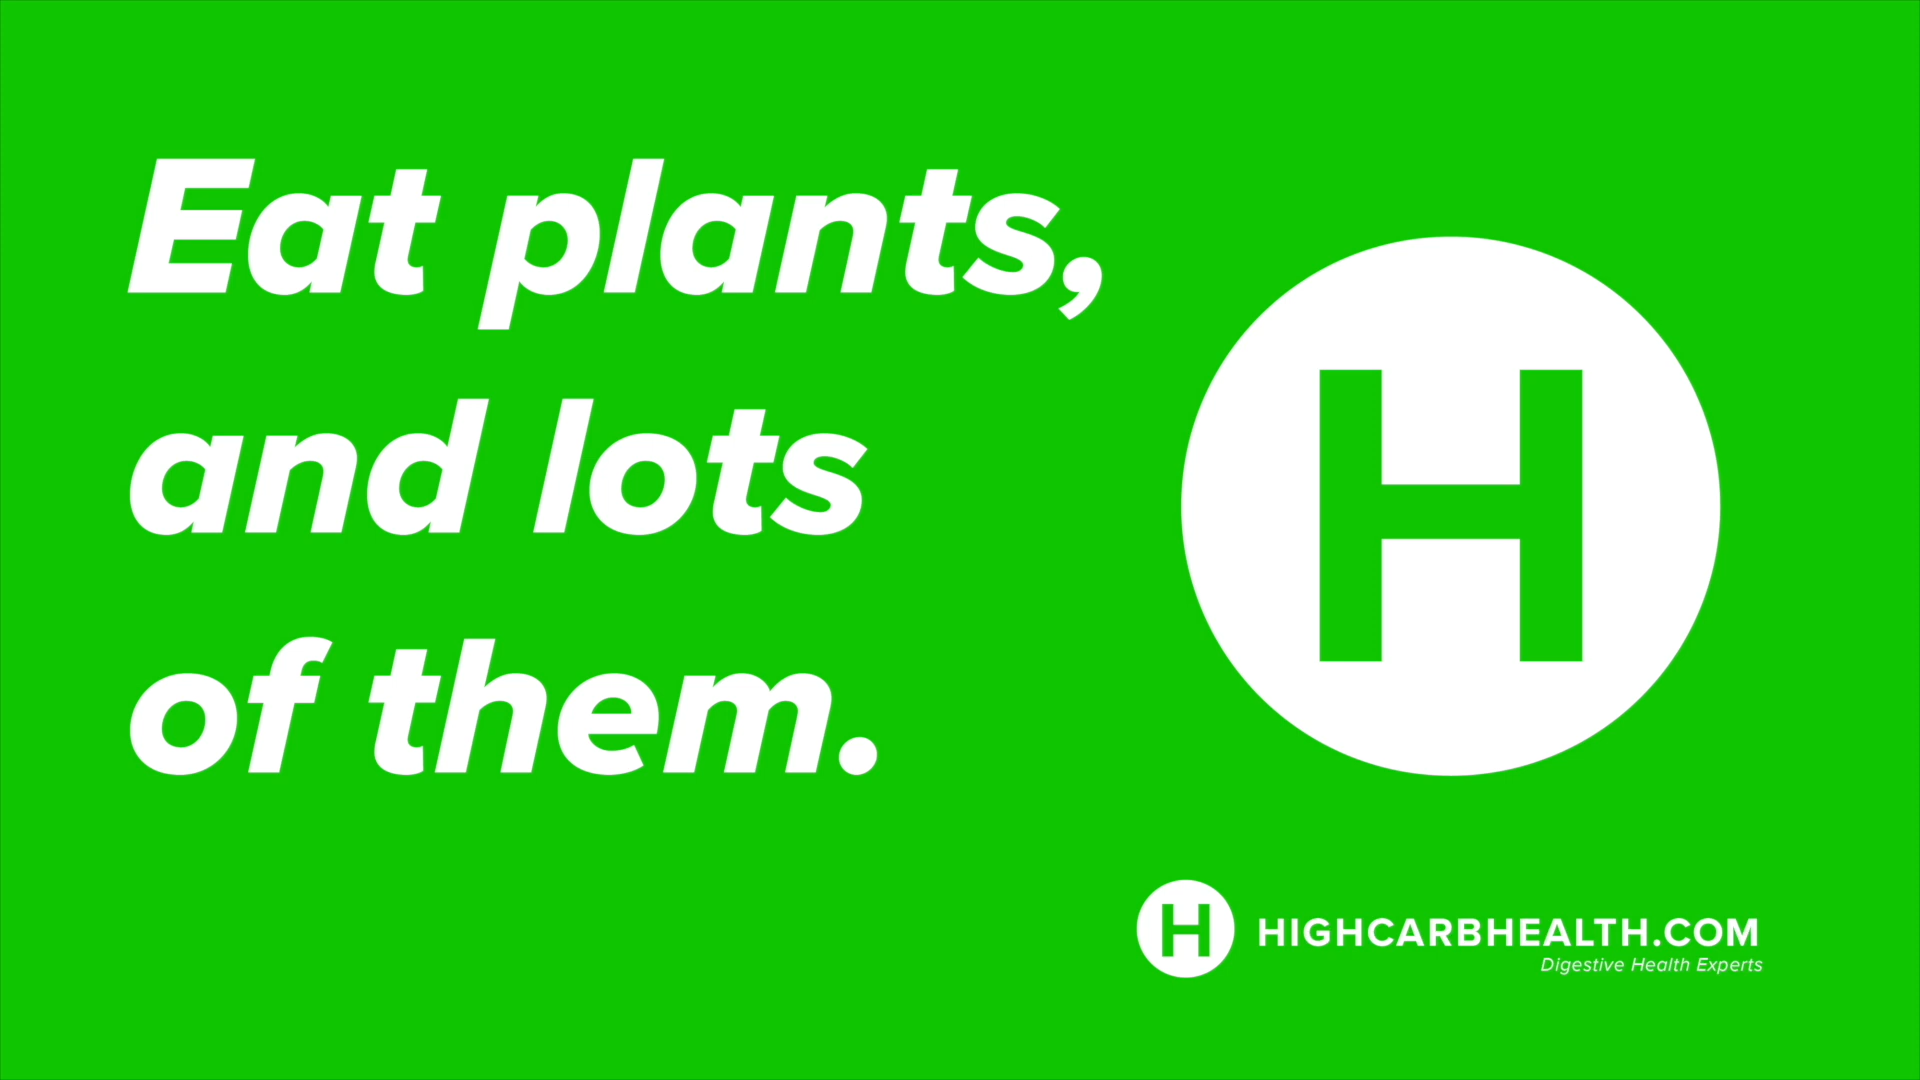 Eat plants,
and lots
of them.
H
H HIGHCARBHEALTH.COM
Digestive Health Experts